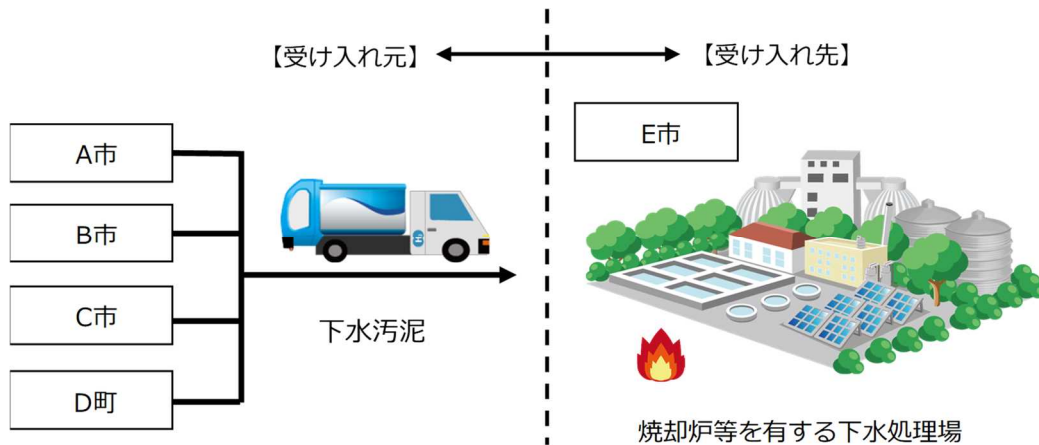 【受け入れ元】
【受け入れ先】
A市
B市
C市
D町
下水汚泥
E市
焼却炉等を有する下水処理場